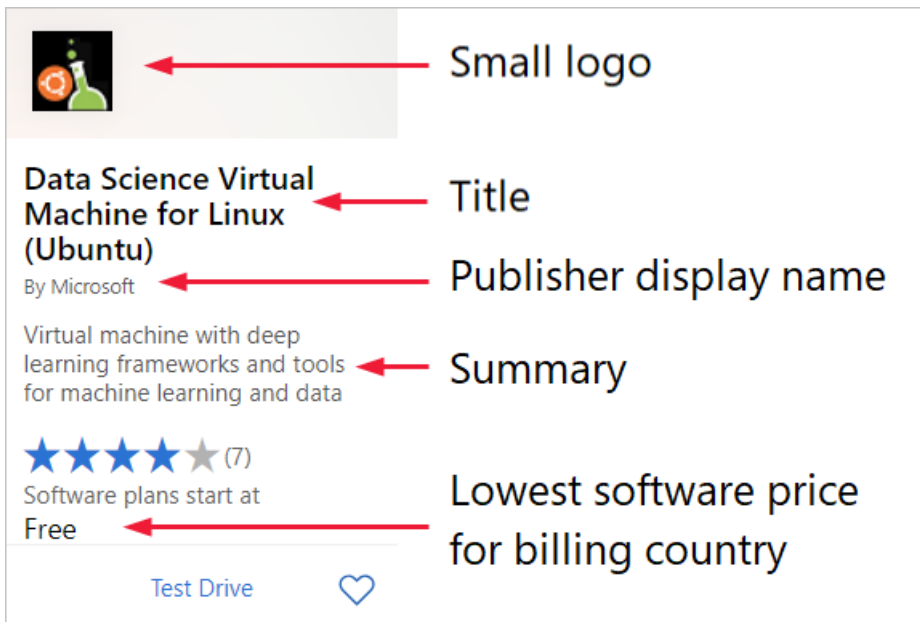 Small logo
Data Science Virtual
Machine for Linux
(Ubuntu)
Title
By Microsoft
Publisher display name
Virtual machine with deep
learning frameworks and tools
for machine learning and data
Summary
(7)
Software plans start at
Free
Lowest software price
for billing country
Test Drive